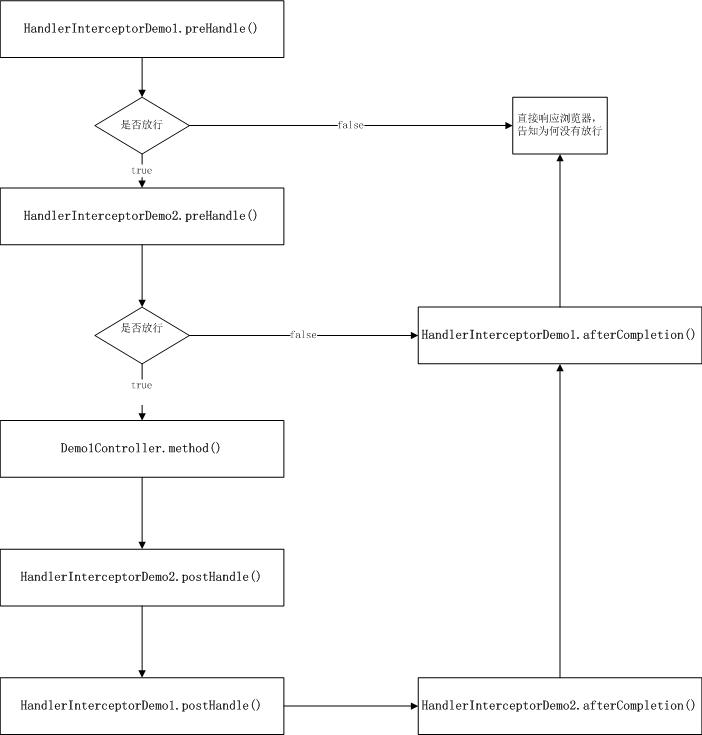 HandlerInterceptorDemo1.preHandle()
是否放行
false
直接响应浏览器，
告知为何没有放行
true
HandlerInterceptorDemo2.preHandle()
是否放行
false
HandlerInterceptorDemo1.afterCompletion()
true
Demo1Controller.method()
HandlerInterceptorDemo2.postHandle()
HandlerInterceptorDemo1.postHandle()
HandlerInterceptorDemo2.afterCompletion()